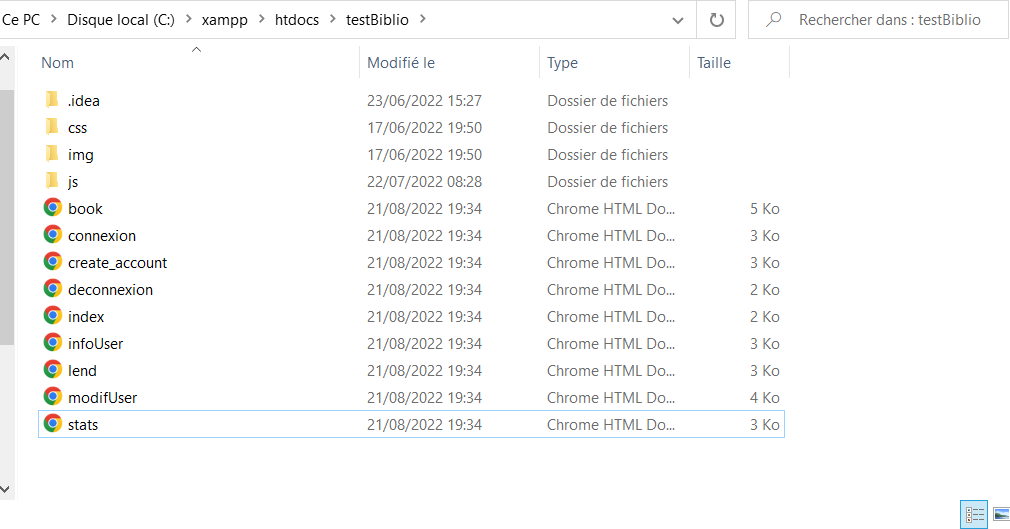 Ce PC > Disque local (C:) > xampp > htdocs > testBiblio >
Rechercher dans : testBiblio
Nom Modifié le Type Taille
.idea 23/06/2022 15:27 Dossier de fichiers
css 17/06/2022 19:50 Dossier de fichiers
img 17/06/2022 19:50 Dossier de fichiers
js 22/07/2022 08:28 Dossier de fichiers
book 21/08/2022 19:34 Chrome HTML Do... 5 Ko
connexion 21/08/2022 19:34 Chrome HTML Do... 3 Ko
create_account 21/08/2022 19:34 Chrome HTML Do... 3 Ko
deconnexion 21/08/2022 19:34 Chrome HTML Do... 2 Ko
index 21/08/2022 19:34 Chrome HTML Do... 2 Ko
infoUser 21/08/2022 19:34 Chrome HTML Do... 3 Ko
lend 21/08/2022 19:34 Chrome HTML Do... 3 Ko
modifUser 21/08/2022 19:34 Chrome HTML Do... 4 Ko
stats 21/08/2022 19:34 Chrome HTML Do... 3 Ko